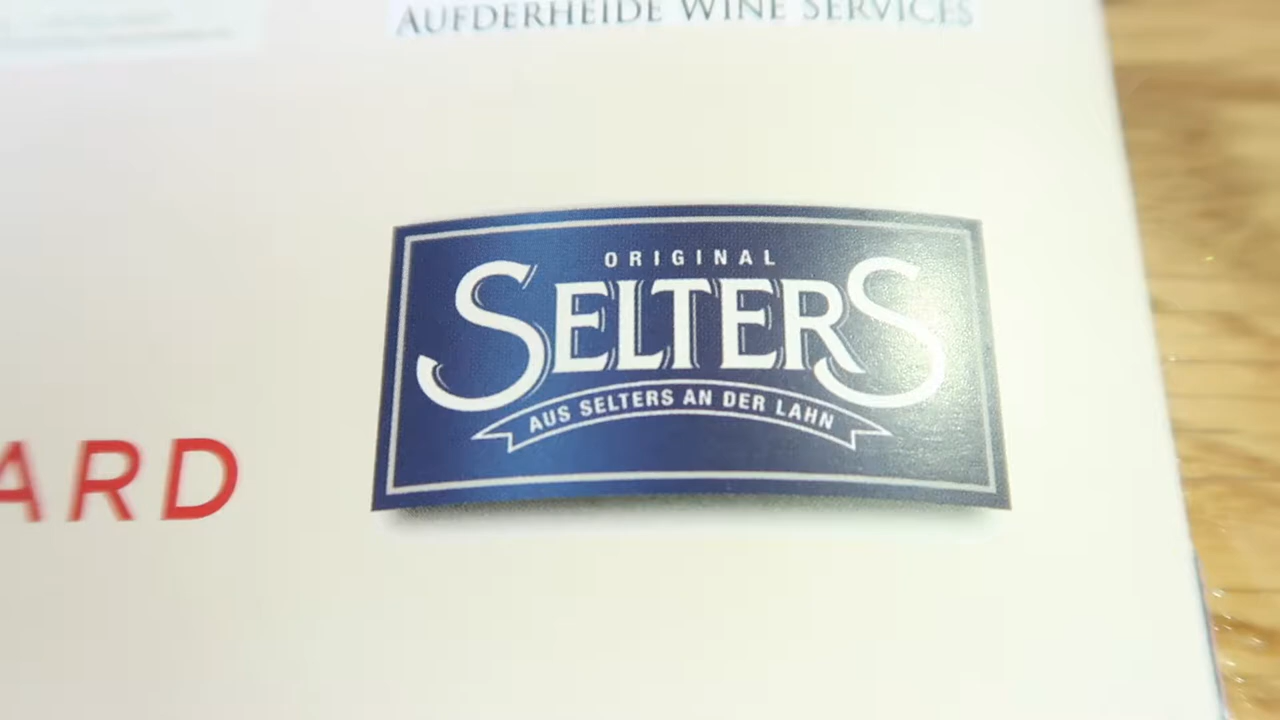 AUFDERHEIDE WINE SERVICES
ORIGINAL
SELTERS
AUS SELTERS AN DER LAHN
ARD